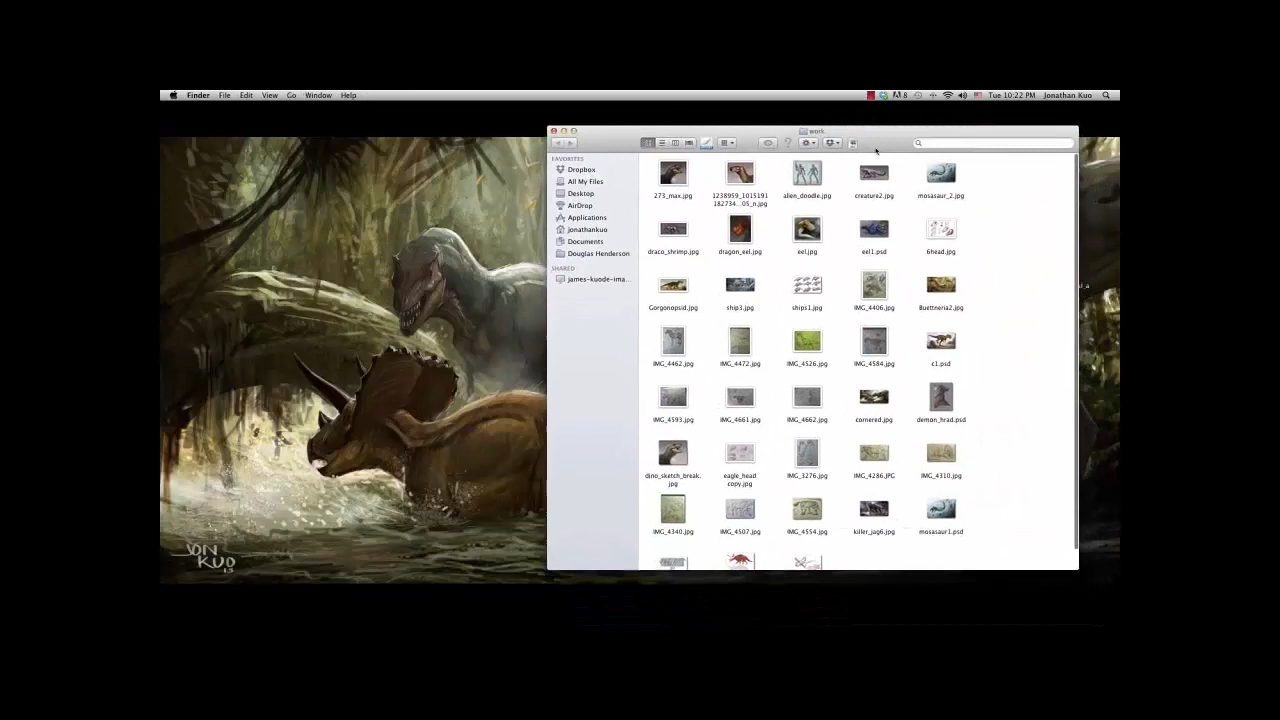 Finder File Edit View Go Window Help
8 Tue 10:22 PM Jonathan Kuo
work
FAVORITES
Dropbox
All My Files
Desktop
AirDrop
Applications
jonathankuo
Documents
Douglas Henderson
SHARED
james-kuode-ima...
273_max.jpg
1238959_1015191
182734...05_n.jpg
alien_doodle.jpg
creature2.jpg
mosasaur_2.jpg
draco_shrimp.jpg
dragon_eel.jpg
eel.jpg
eel1.psd
6head.jpg
Gorgonopsid.jpg
ship3.jpg
ships1.jpg
IMG_4406.jpg
Buettneria2.jpg
IMG_4462.jpg
IMG_4472.jpg
IMG_4526.jpg
IMG_4584.jpg
c1.psd
IMG_4593.jpg
IMG_4661.jpg
IMG_4662.jpg
cornered.jpg
demon_hrad.psd
dino_sketch_break.
jpg
eagle_head
copy.jpg
IMG_3276.jpg
IMG_4286.JPG
IMG_4310.jpg
IMG_4340.jpg
IMG_4507.jpg
IMG_4554.jpg
killer_jag6.jpg
mosasaur1.psd
JON
KUO
13